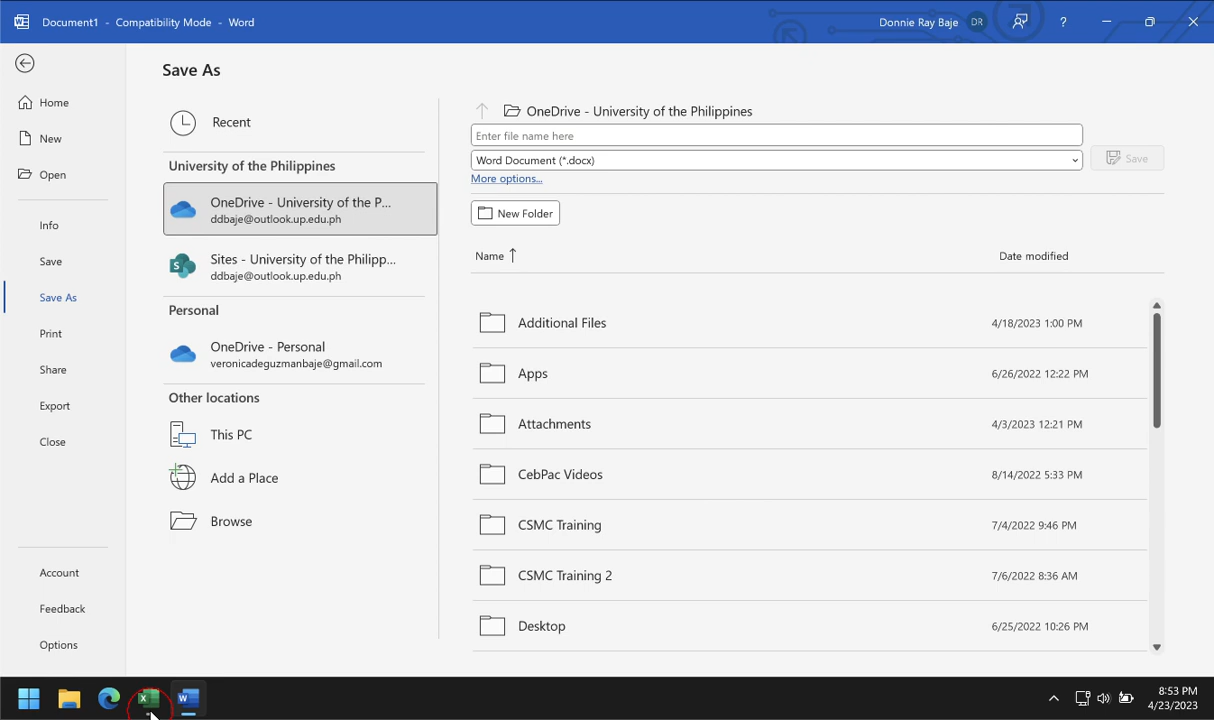 Document1 - Compatibility Mode - Word
Donnie Ray Baje DR ?
Home
New
Open
Info
Save
Save As
Print
Share
Export
Close
Account
Feedback
Options
Save As
Recent
University of the Philippines
OneDrive - University of the P...
ddbaje@outlook.up.edu.ph
Sites - University of the Philipp...
ddbaje@outlook.up.edu.ph
Personal
OneDrive - Personal
veronicadeguzmanbaje@gmail.com
Other locations
This PC
Add a Place
Browse
OneDrive - University of the Philippines
Enter file name here
Word Document (*.docx)
Save
More options...
New Folder
Name ↑ Date modified
Additional Files 4/18/2023 1:00 PM
Apps 6/26/2022 12:22 PM
Attachments 4/3/2023 12:21 PM
CebPac Videos 8/14/2022 5:33 PM
CSMC Training 7/4/2022 9:46 PM
CSMC Training 2 7/6/2022 8:36 AM
Desktop 6/25/2022 10:26 PM
8:53 PM
4/23/2023